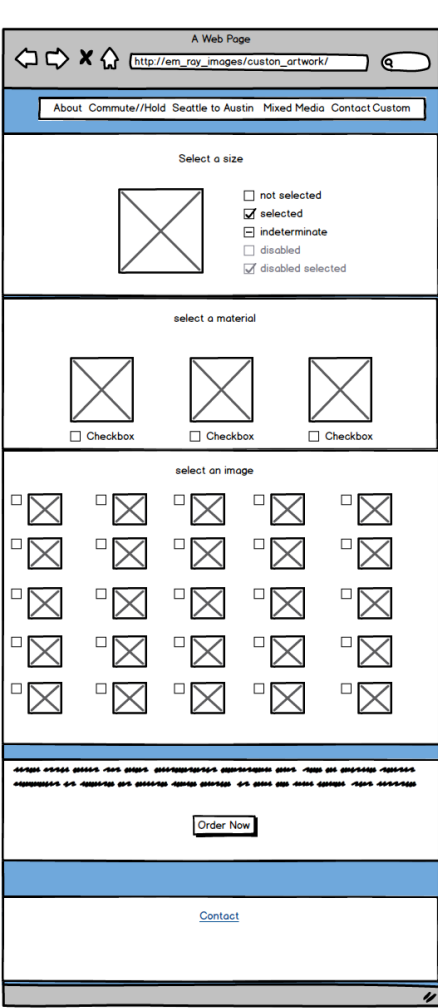 A Web Page
http://em_ray_images/custon_artwork/
About Commute//Hold Seattle to Austin Mixed Media Contact Custom
Select a size
not selected
selected
indeterminate
disabled
disabled selected
select a material
Checkbox Checkbox Checkbox
select an image
Order Now
Contact